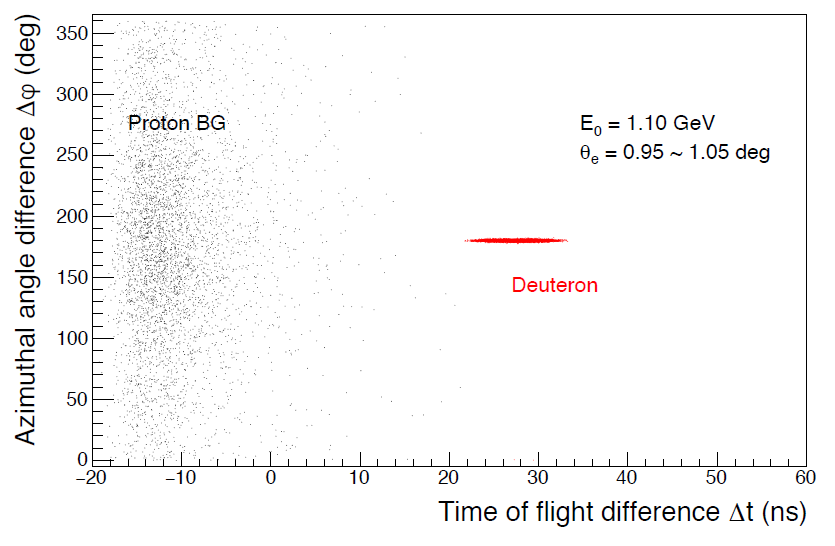 Azimuthal angle difference Δφ (deg)
350
300
250
200
150
100
50
0
Proton BG
E₀ = 1.10 GeV
θₑ = 0.95 ~ 1.05 deg
Deuteron
−20 −10 0 10 20 30 40 50 60
Time of flight difference Δt (ns)